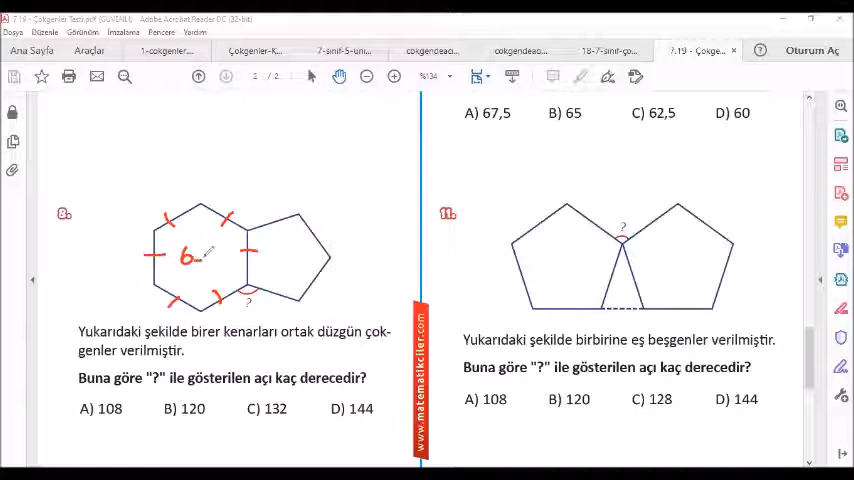 7.19 - Çokgenler Testi.pdf (GÜVENLİ) - Adobe Acrobat Reader DC (32-bit)
Dosya Düzenle Görünüm İmzalama Pencere Yardım
Ana Sayfa Araçlar 1-cokgenler... Çokgenler-K... 7-sinif-5-uni... cokgendeaci... cokgendeaci... 18-7-sınıf-ço... 7.19 - Çokge... × Oturum Aç
2 / 2 %134
A) 67,5 B) 65 C) 62,5 D) 60
8.
6
?
Yukarıdaki şekilde birer kenarları ortak düzgün çok-
genler verilmiştir.
Buna göre "?" ile gösterilen açı kaç derecedir?
A) 108 B) 120 C) 132 D) 144
www.matematikciler.com
11.
?
Yukarıdaki şekilde birbirine eş beşgenler verilmiştir.
Buna göre "?" ile gösterilen açı kaç derecedir?
A) 108 B) 120 C) 128 D) 144